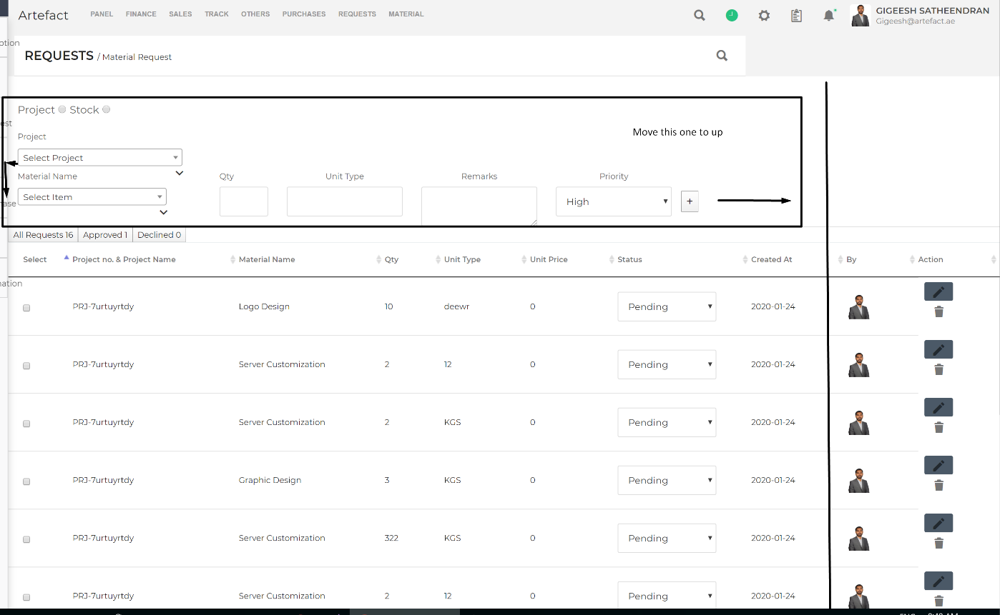 Artefact PANEL FINANCE SALES TRACK OTHERS PURCHASES REQUESTS MATERIAL
GIGEESH SATHEENDRAN
Gigeesh@artefact.ae
otion
REQUESTS / Material Request
Project Stock
est
Move this one to up
Project
Select Project
Material Name Qty Unit Type Remarks Priority
Select Item High +
ase
All Requests 16 Approved 1 Declined 0
Select Project no. & Project Name Material Name Qty Unit Type Unit Price Status Created At By Action
nation
PRJ-7urtuyrtdy Logo Design 10 deewr 0 Pending 2020-01-24
PRJ-7urtuyrtdy Server Customization 2 12 0 Pending 2020-01-24
PRJ-7urtuyrtdy Server Customization 2 KGS 0 Pending 2020-01-24
PRJ-7urtuyrtdy Graphic Design 3 KGS 0 Pending 2020-01-24
PRJ-7urtuyrtdy Server Customization 322 KGS 0 Pending 2020-01-24
PRJ-7urtuyrtdy Server Customization 2 12 0 Pending 2020-01-24